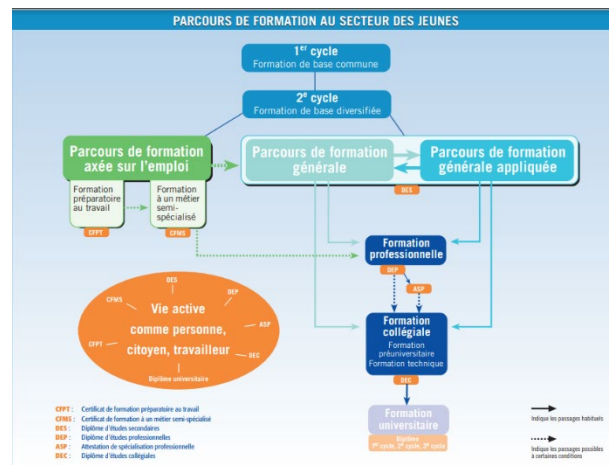 PARCOURS DE FORMATION AU SECTEUR DES JEUNES
1er cycle
Formation de base commune
2e cycle
Formation de base diversifiée
Parcours de formation
axée sur l'emploi
Parcours de formation
générale
Parcours de formation
générale appliquée
Formation
préparatoire
au travail
Formation
à un métier
semi-
spécialisé
CFPT
CFMS
DES
Formation
professionnelle
DEP
ASP
Formation
collégiale
Formation
préuniversitaire
Formation technique
DEC
Formation
universitaire
Diplôme
1er cycle, 2e cycle, 3e cycle
DES
CFMS
DEP
Vie active
comme personne,
citoyen, travailleur
ASP
CFPT
DEC
Diplôme universitaire
CFPT : Certificat de formation préparatoire au travail
CFMS : Certificat de formation à un métier semi-spécialisé
DES : Diplôme d'études secondaires
DEP : Diplôme d'études professionnelles
ASP : Attestation de spécialisation professionnelle
DEC : Diplôme d'études collégiales
Indique les passages habituels
Indique les passages possibles
à certaines conditions